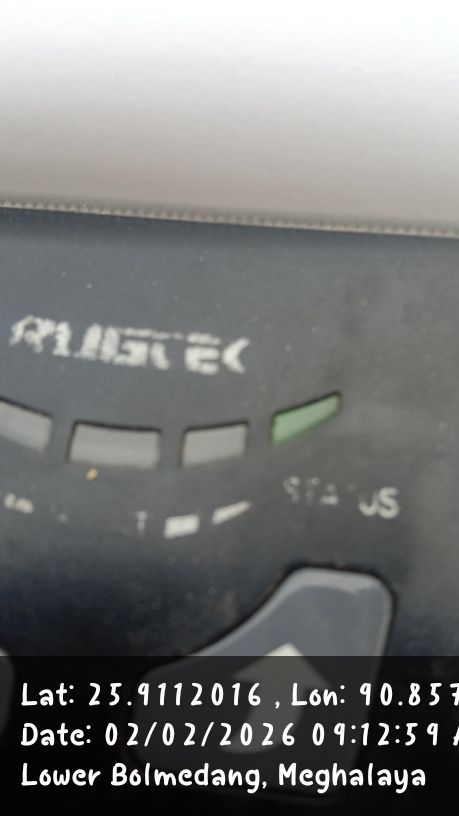 RUGTEK
STATUS
Lat: 25.9112016 , Lon: 90.857
Date: 02/02/2026 09:12:59
Lower Bolmedang, Meghalaya